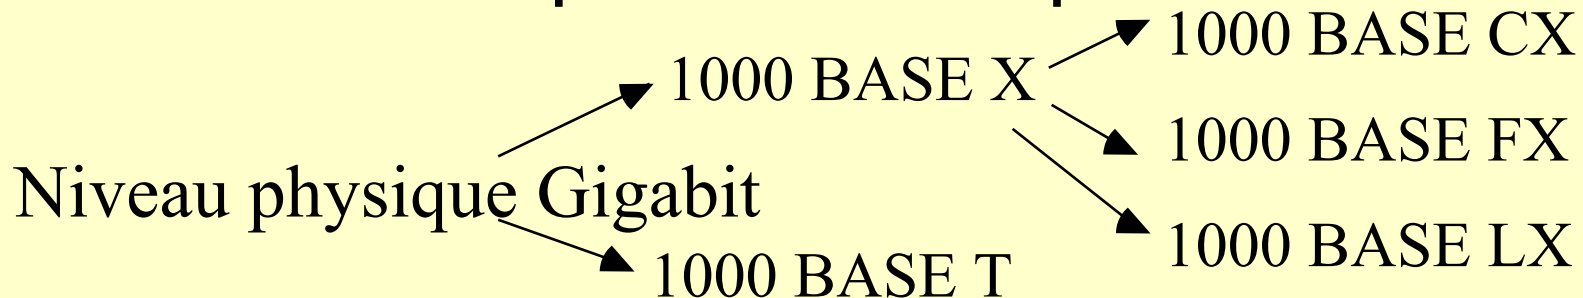 1000 BASE CX
1000 BASE X
1000 BASE FX
Niveau physique Gigabit
1000 BASE LX
1000 BASE T